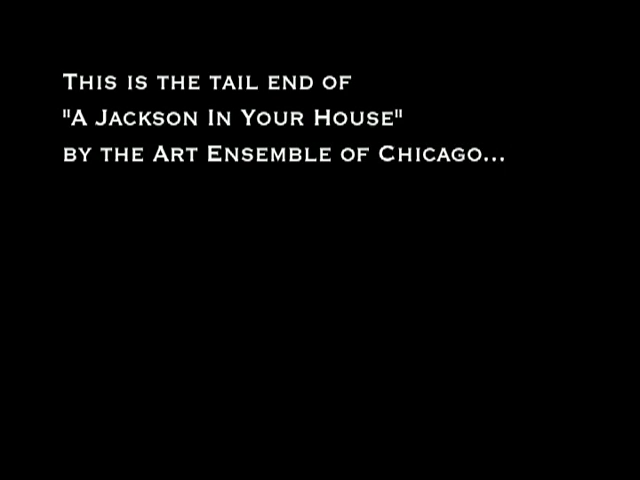 This is the tail end of
"A Jackson In Your House"
by the Art Ensemble of Chicago...